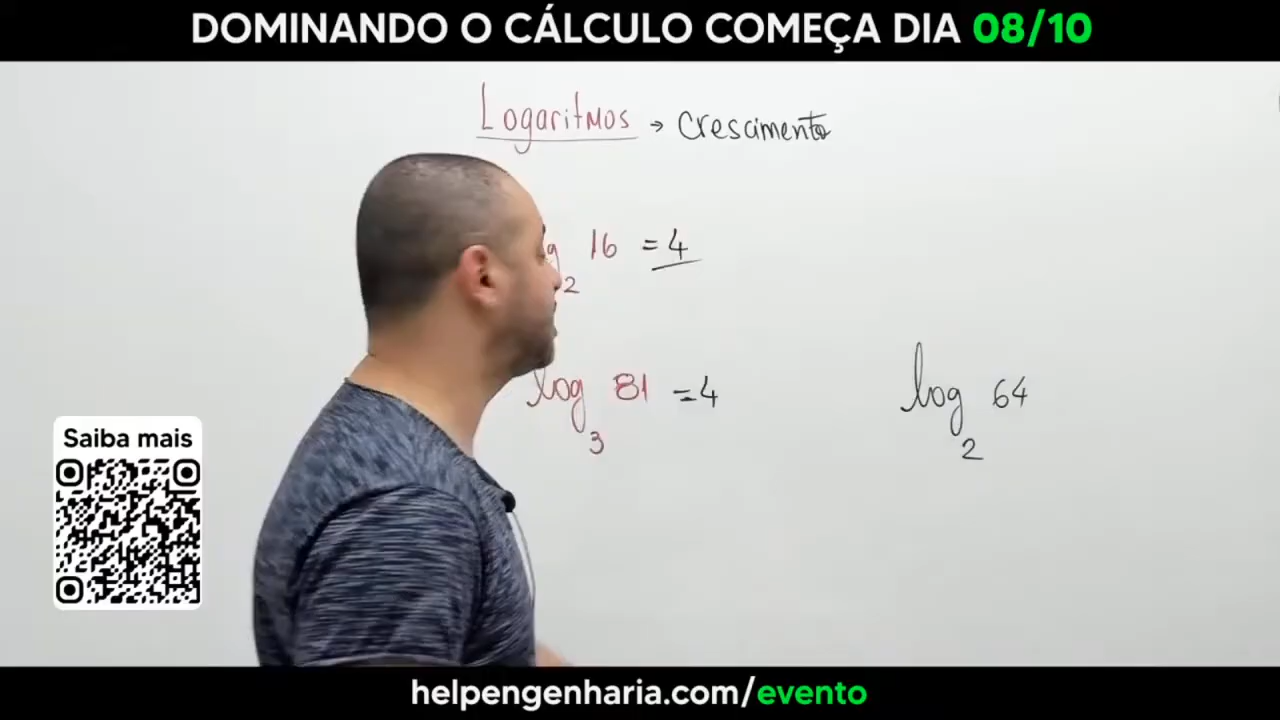 DOMINANDO O CÁLCULO COMEÇA DIA 08/10
Logaritmos → Crescimento
g 2 16 = 4
log 3 81 = 4
log 2 64
Saiba mais
helpengenharia.com/evento